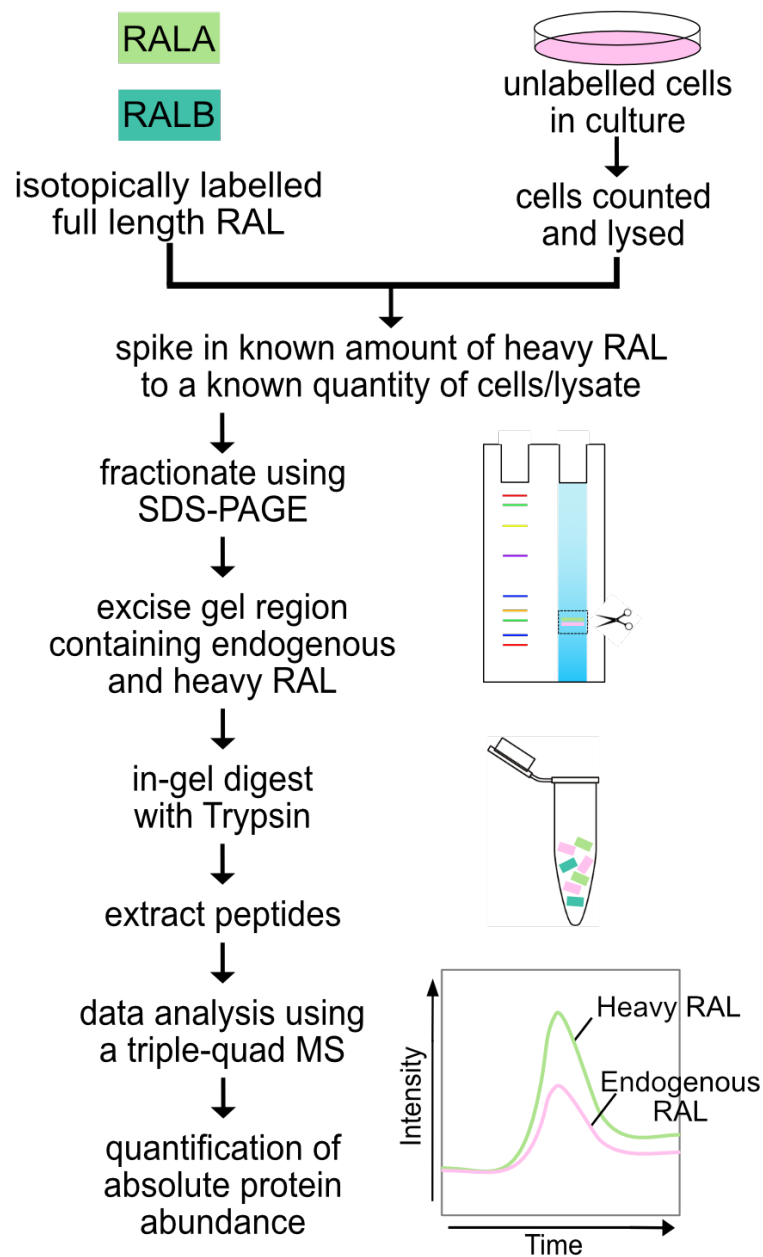 RALA
RALB
isotopically labelled
full length RAL
unlabelled cells
in culture
cells counted
and lysed
spike in known amount of heavy RAL
to a known quantity of cells/lysate
fractionate using
SDS-PAGE
excise gel region
containing endogenous
and heavy RAL
in-gel digest
with Trypsin
extract peptides
data analysis using
a triple-quad MS
quantification of
absolute protein
abundance
Intensity
Heavy RAL
Endogenous
RAL
Time